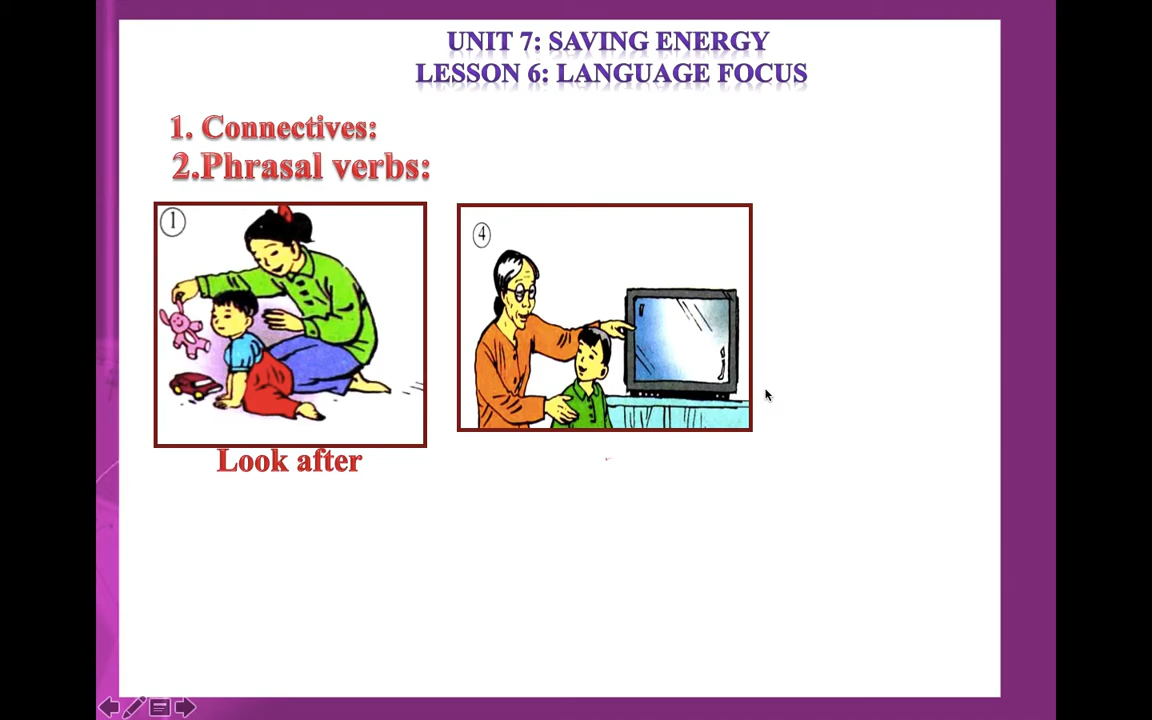 UNIT 7: SAVING ENERGY
LESSON 6: LANGUAGE FOCUS
1. Connectives:
2.Phrasal verbs:
1
4
Look after